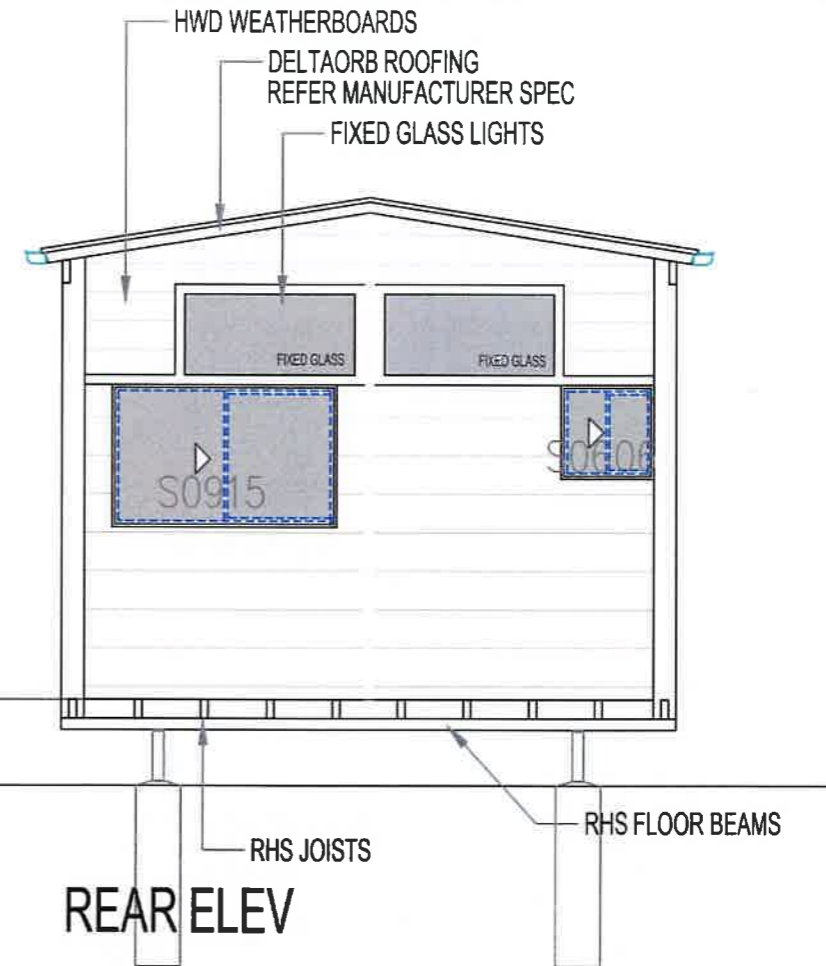 HWD WEATHERBOARDS
DELTAORB ROOFING
REFER MANUFACTURER SPEC
FIXED GLASS LIGHTS
FIXED GLASS
FIXED GLASS
S0915
S0606
RHS FLOOR BEAMS
RHS JOISTS
REAR ELEV